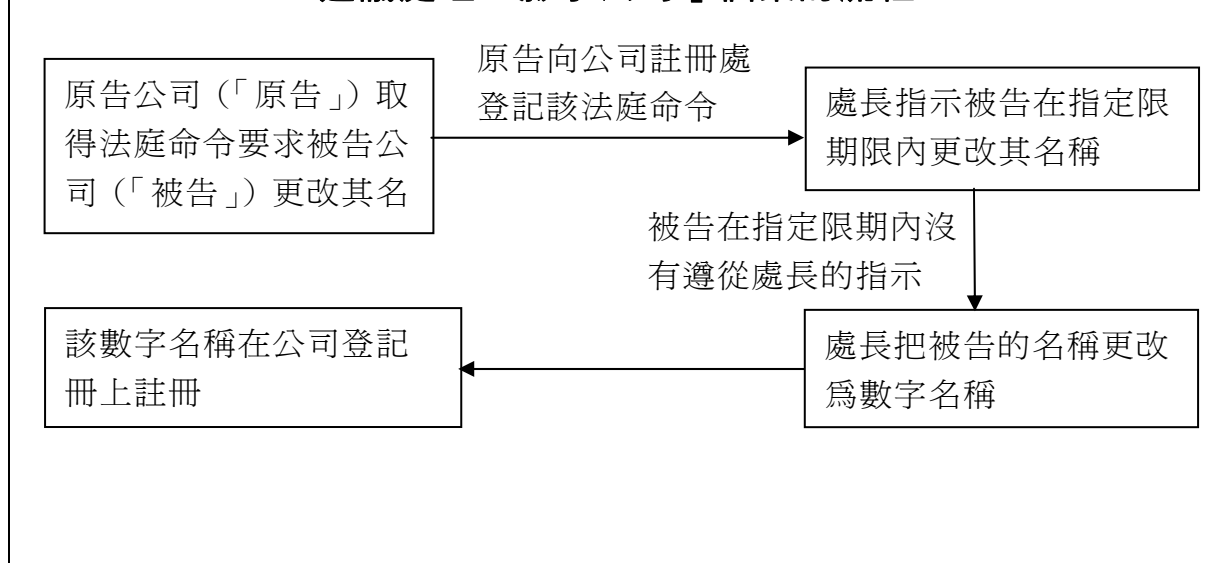 原告公司（「原告」）取
得法庭命令要求被告公
司（「被告」）更改其名
原告向公司註冊處
登記該法庭命令
處長指示被告在指定限
期限內更改其名稱
被告在指定限期內沒
有遵從處長的指示
處長把被告的名稱更改
爲數字名稱
該數字名稱在公司登記
冊上註冊